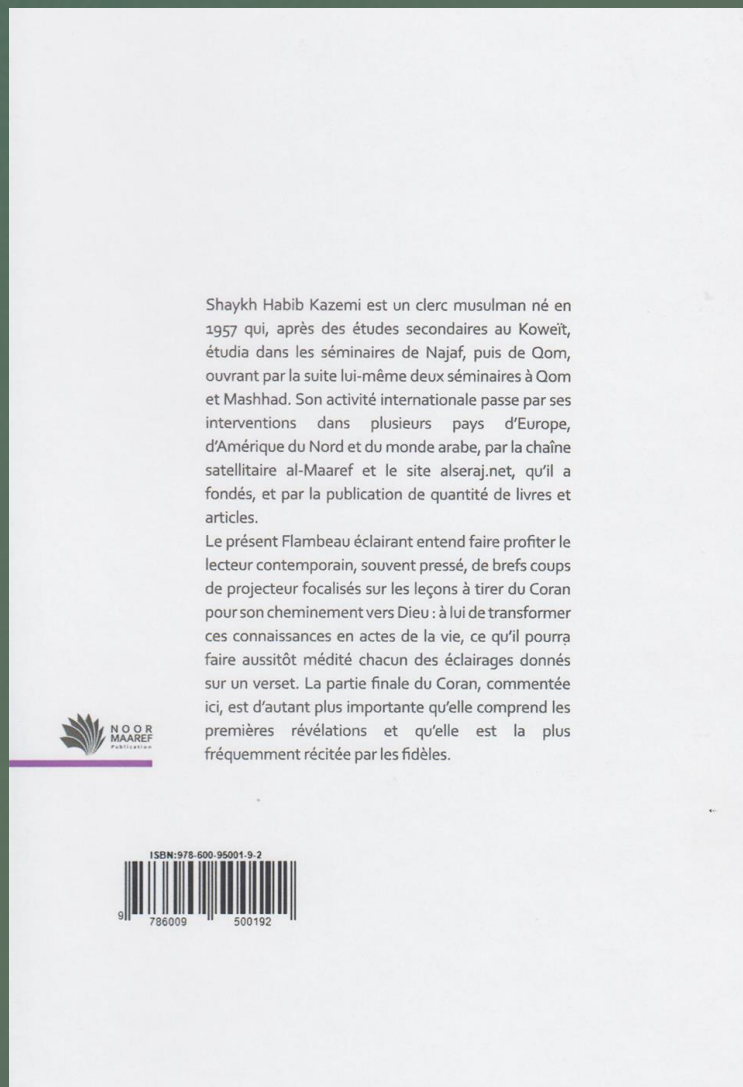 Shaykh Habib Kazemi est un clerc musulman né en
1957 qui, après des études secondaires au Koweït,
étudia dans les séminaires de Najaf, puis de Qom,
ouvrant par la suite lui-même deux séminaires à Qom
et Mashhad. Son activité internationale passe par ses
interventions dans plusieurs pays d'Europe,
d'Amérique du Nord et du monde arabe, par la chaîne
satellitaire al-Maaref et le site alseraj.net, qu'il a
fondés, et par la publication de quantité de livres et
articles.
Le présent Flambeau éclairant entend faire profiter le
lecteur contemporain, souvent pressé, de brefs coups
de projecteur focalisés sur les leçons à tirer du Coran
pour son cheminement vers Dieu : à lui de transformer
ces connaissances en actes de la vie, ce qu'il pourra
faire aussitôt médité chacun des éclairages donnés
sur un verset. La partie finale du Coran, commentée
ici, est d'autant plus importante qu'elle comprend les
premières révélations et qu'elle est la plus
fréquemment récitée par les fidèles.
NOOR
MAAREF
Publication
ISBN:978-600-95001-9-2
9 786009 500192